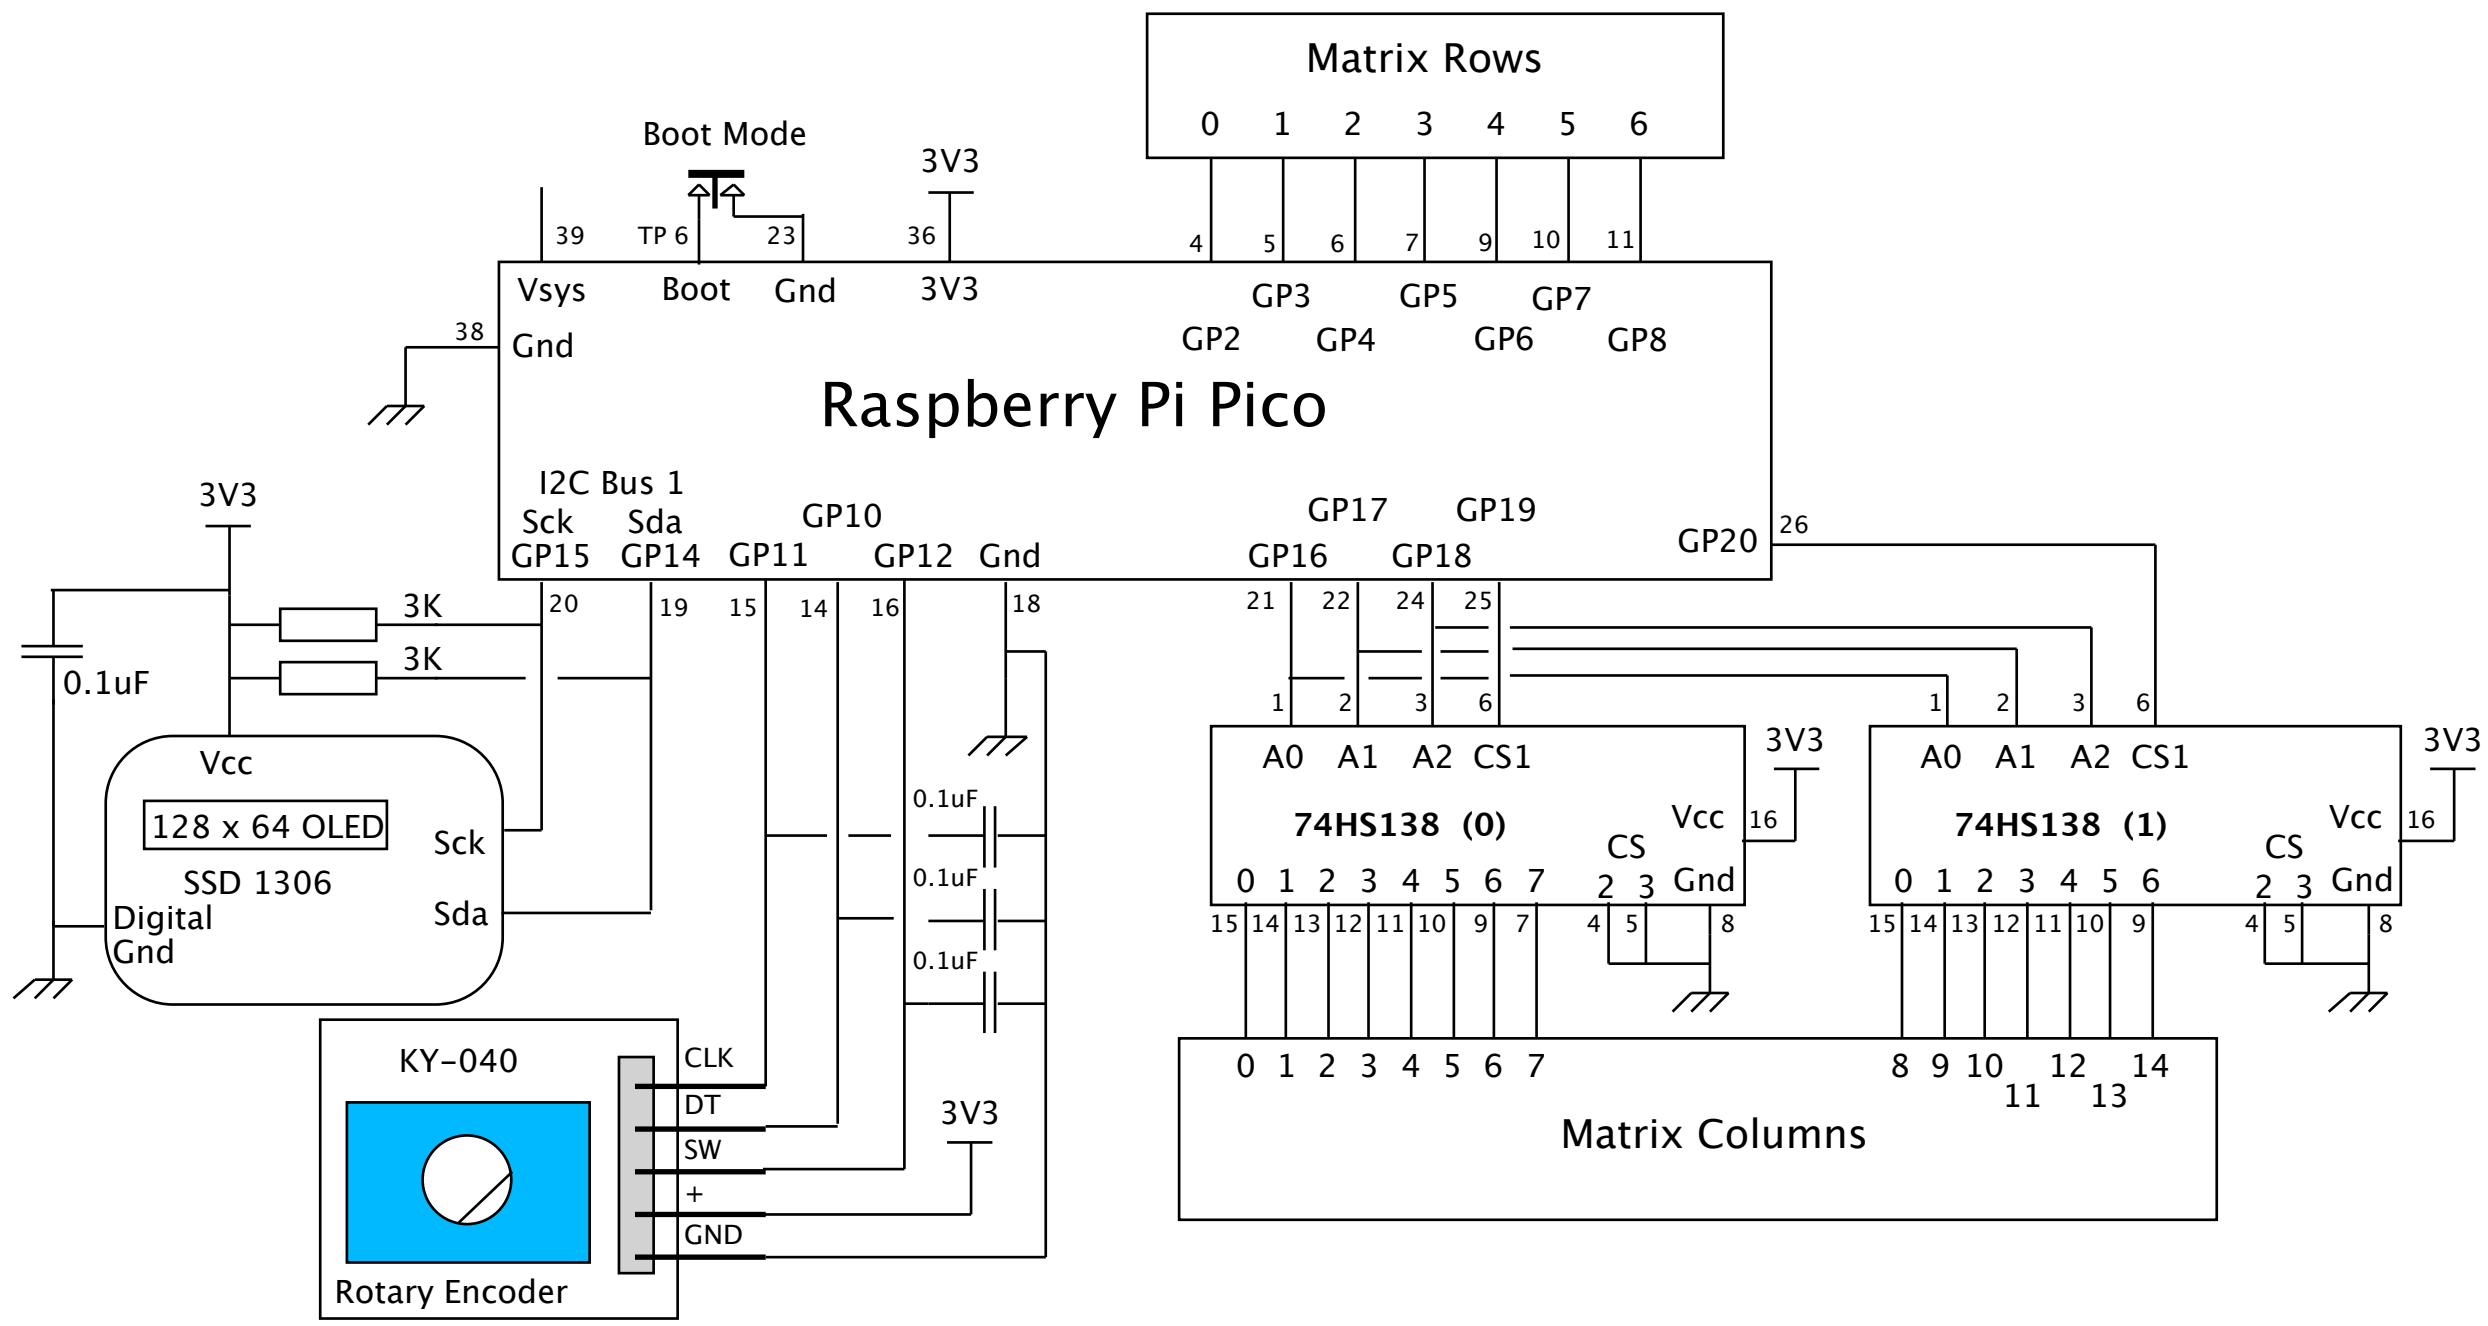 Matrix Rows
0 1 2 3 4 5 6
Boot Mode
3V3
39 TP 6 23 36 4 5 6 7 9 10 11
Vsys Boot Gnd 3V3
GP3 GP5 GP7
GP2 GP4 GP6 GP8
38
Gnd
Raspberry Pi Pico
I2C Bus 1
Sck Sda GP10 GP17 GP19
GP15 GP14 GP11 GP12 Gnd GP16 GP18 GP20
26
3V3
20 19 15 14 16 18 21 22 24 25
3K
3K
0.1uF
1 2 3 6 1 2 3 6
Vcc
128 x 64 OLED
SSD 1306
Sck
Sda
Digital
Gnd
0.1uF
0.1uF
0.1uF
A0 A1 A2 CS1
74HS138 (0)
Vcc
16
3V3
CS
0 1 2 3 4 5 6 7 2 3 Gnd
15 14 13 12 11 10 9 7 4 5 8
A0 A1 A2 CS1
74HS138 (1)
Vcc
16
3V3
CS
0 1 2 3 4 5 6 2 3 Gnd
15 14 13 12 11 10 9 4 5 8
KY-040
CLK
DT
SW
+
GND
3V3
Rotary Encoder
0 1 2 3 4 5 6 7 8 9 10 11 12 13 14
Matrix Columns